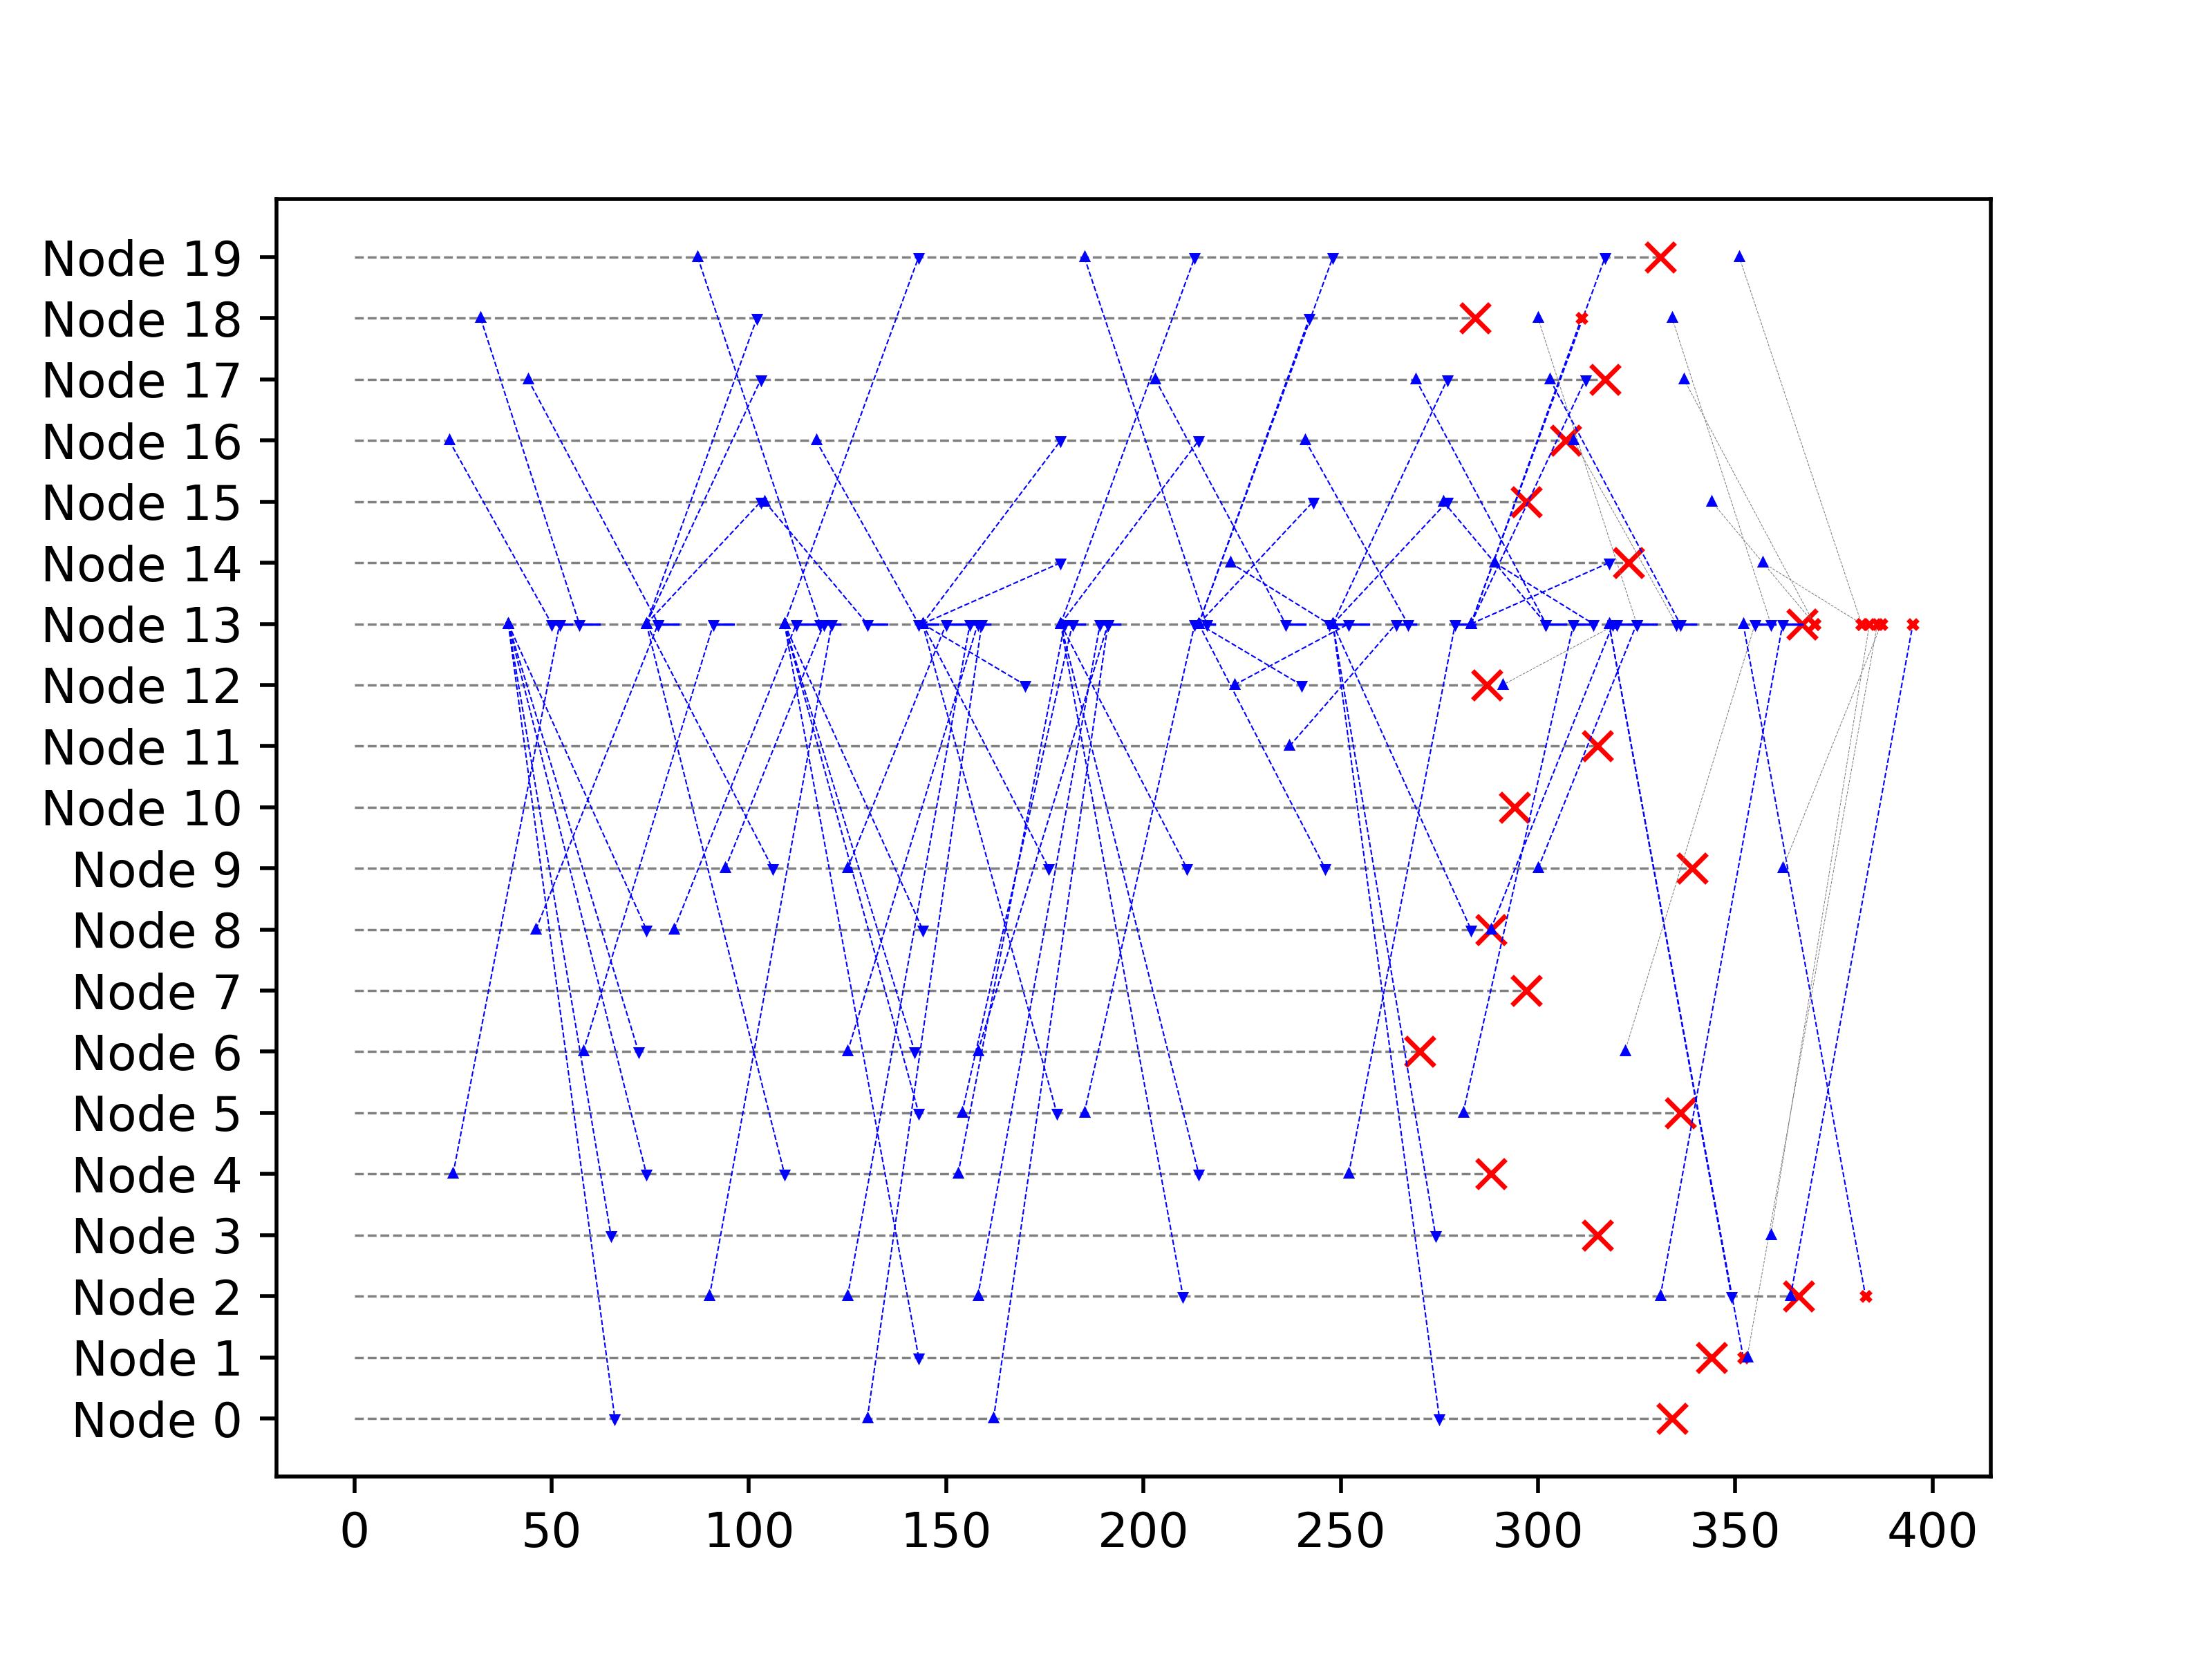 Node 19
Node 18
Node 17
Node 16
Node 15
Node 14
Node 13
Node 12
Node 11
Node 10
Node 9
Node 8
Node 7
Node 6
Node 5
Node 4
Node 3
Node 2
Node 1
Node 0
0 50 100 150 200 250 300 350 400